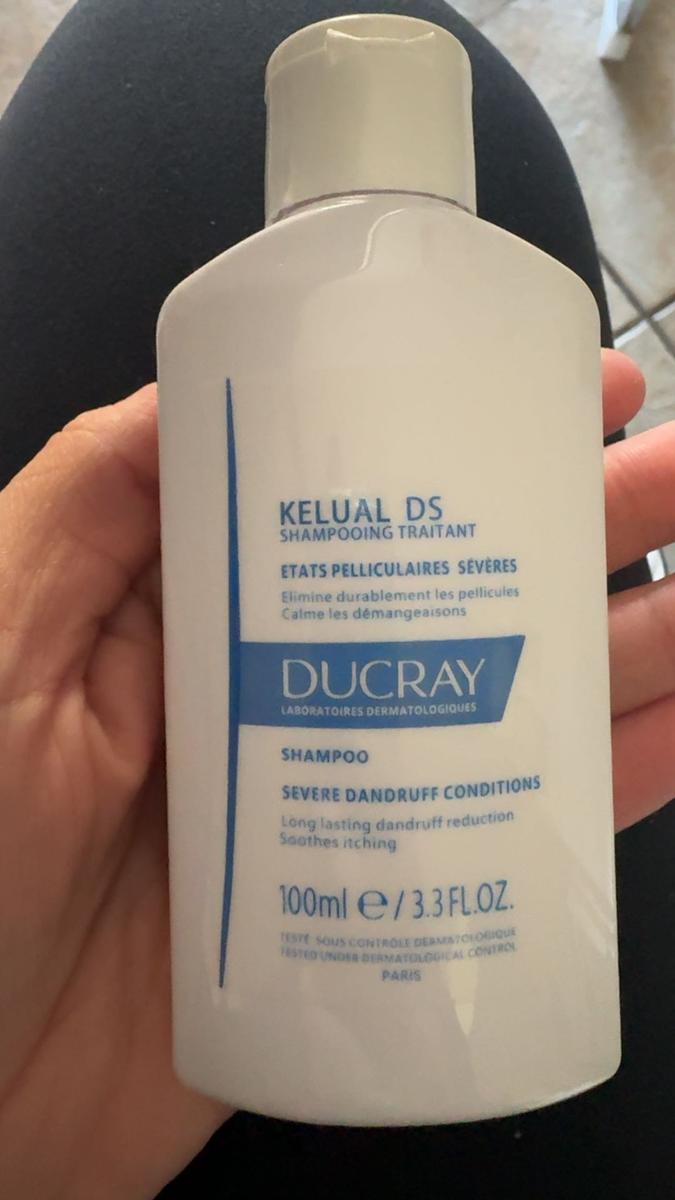 KELUAL DS
SHAMPOOING TRAITANT
ETATS PELLICULAIRES SÉVÈRES
Elimine durablement les pellicules
Calme les démangeaisons
DUCRAY
LABORATOIRES DERMATOLOGIQUES
SHAMPOO
SEVERE DANDRUFF CONDITIONS
Long lasting dandruff reduction
Soothes itching
100ml e / 3.3 FL.OZ.
TESTÉ SOUS CONTRÔLE DERMATOLOGIQUE
TESTED UNDER DERMATOLOGICAL CONTROL
PARIS